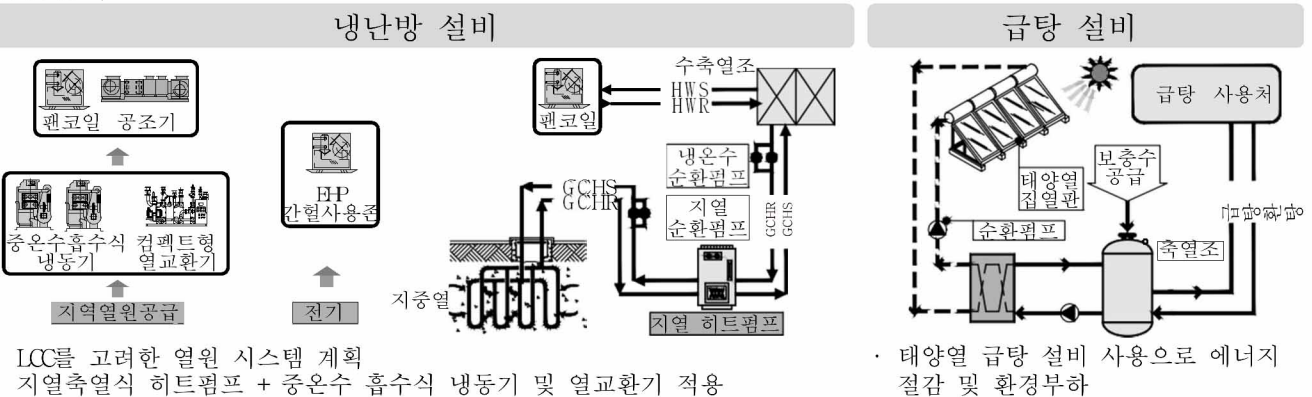 냉난방 설비
급탕 설비
팬코일 공조기
중온수흡수식
냉동기
컴팩트형
열교환기
지역열원공급
EHP
간헐사용존
전기
팬코일
수축열조
HWS
HWR
냉온수
순환펌프
GCHS
GCHR
지열
순환펌프
GCHR
GCHS
지중열
지열 히트펌프
LCC를 고려한 열원 시스템 계획
지열축열식 히트펌프 + 중온수 흡수식 냉동기 및 열교환기 적용
급탕 사용처
보충수
공급
태양열
집열판
순환펌프
축열조
급탕환탕
· 태양열 급탕 설비 사용으로 에너지
절감 및 환경부하